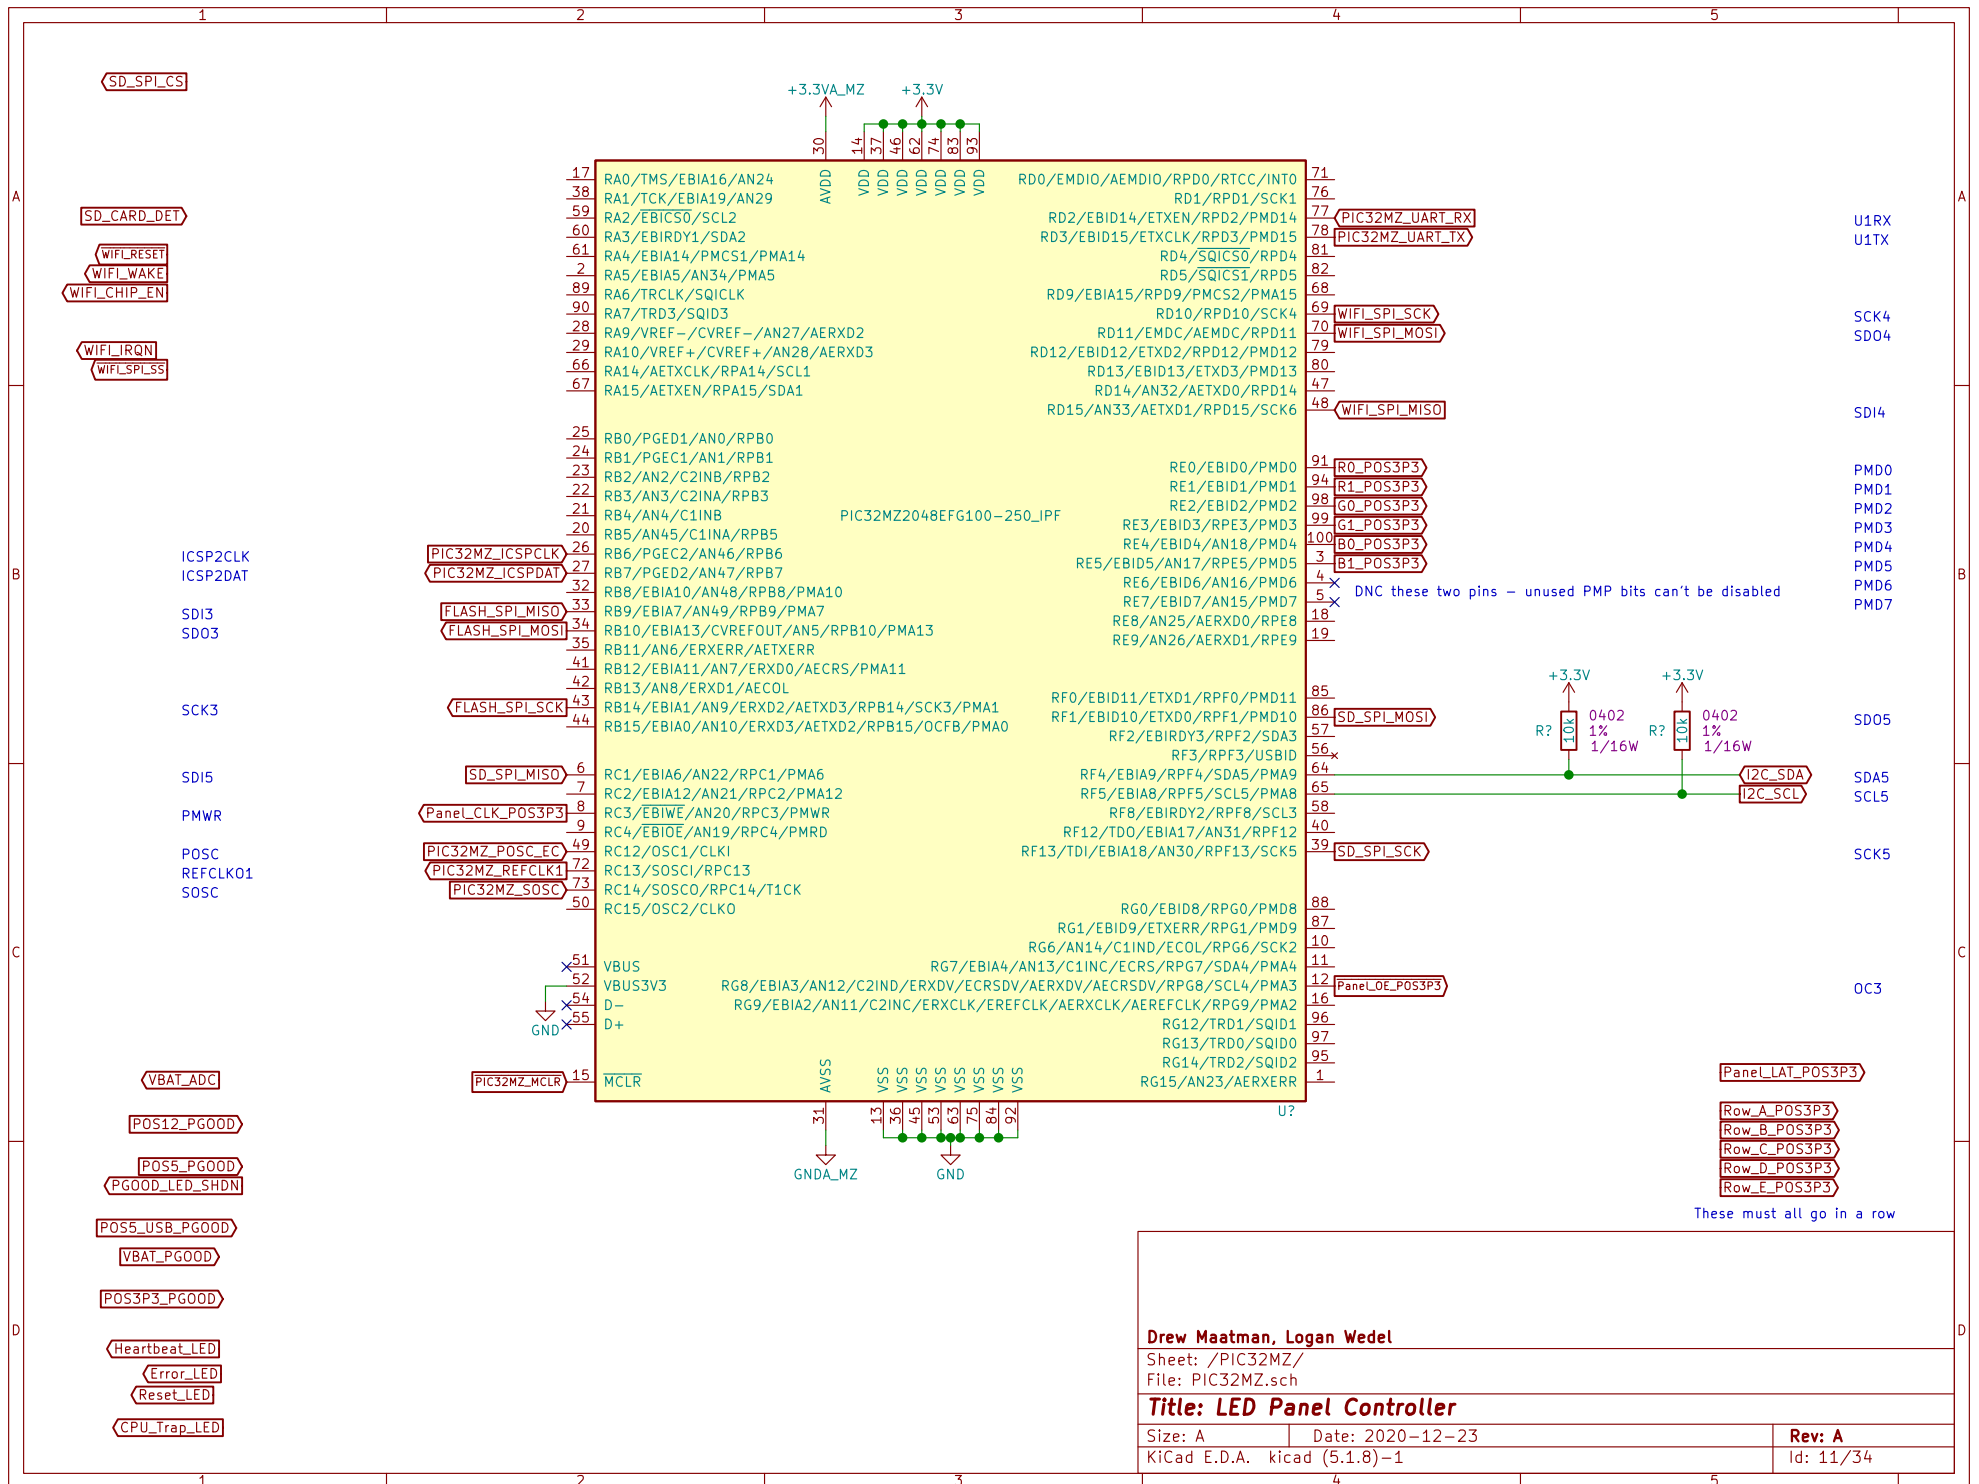 1 2 3 4 5
SD_SPI_CS
+3.3VA_MZ +3.3V
30 14 37 46 62 74 83 93
AVDD VDD VDD VDD VDD VDD VDD VDD
A A
SD_CARD_DET
WIFI_RESET
WIFI_WAKE
WIFI_CHIP_EN
WIFI_IRQN
WIFI_SPI_SS
17 RA0/TMS/EBIA16/AN24
38 RA1/TCK/EBIA19/AN29
59 RA2/EBICS0/SCL2
60 RA3/EBIRDY1/SDA2
61 RA4/EBIA14/PMCS1/PMA14
2 RA5/EBIA5/AN34/PMA5
89 RA6/TRCLK/SQICLK
90 RA7/TRD3/SQID3
28 RA9/VREF-/CVREF-/AN27/AERXD2
29 RA10/VREF+/CVREF+/AN28/AERXD3
66 RA14/AETXCLK/RPA14/SCL1
67 RA15/AETXEN/RPA15/SDA1
25 RB0/PGED1/AN0/RPB0
24 RB1/PGEC1/AN1/RPB1
23 RB2/AN2/C2INB/RPB2
22 RB3/AN3/C2INA/RPB3
21 RB4/AN4/C1INB
20 RB5/AN45/C1INA/RPB5
ICSP2CLK PIC32MZ_ICSPCLK 26 RB6/PGEC2/AN46/RPB6
ICSP2DAT PIC32MZ_ICSPDAT 27 RB7/PGED2/AN47/RPB7
32 RB8/EBIA10/AN48/RPB8/PMA10
SDI3 FLASH_SPI_MISO 33 RB9/EBIA7/AN49/RPB9/PMA7
SDO3 FLASH_SPI_MOSI 34 RB10/EBIA13/CVREFOUT/AN5/RPB10/PMA13
35 RB11/AN6/ERXERR/AETXERR
41 RB12/EBIA11/AN7/ERXD0/AECRS/PMA11
42 RB13/AN8/ERXD1/AECOL
SCK3 FLASH_SPI_SCK 43 RB14/EBIA1/AN9/ERXD2/AETXD3/RPB14/SCK3/PMA1
44 RB15/EBIA0/AN10/ERXD3/AETXD2/RPB15/OCFB/PMA0
SDI5 SD_SPI_MISO 6 RC1/EBIA6/AN22/RPC1/PMA6
7 RC2/EBIA12/AN21/RPC2/PMA12
PMWR Panel_CLK_POS3P3 8 RC3/EBIWE/AN20/RPC3/PMWR
9 RC4/EBIOE/AN19/RPC4/PMRD
POSC PIC32MZ_POSC_EC 49 RC12/OSC1/CLKI
REFCLKO1 PIC32MZ_REFCLK1 72 RC13/SOSCI/RPC13
SOSC PIC32MZ_SOSC 73 RC14/SOSCO/RPC14/T1CK
50 RC15/OSC2/CLKO
51 VBUS
52 VBUS3V3
54 D-
55 D+
GND
PIC32MZ_MCLR 15 MCLR
PIC32MZ2048EFG100-250_IPF
RD0/EMDIO/AEMDIO/RPD0/RTCC/INT0 71
RD1/RPD1/SCK1 76
RD2/EBID14/ETXEN/RPD2/PMD14 77 PIC32MZ_UART_RX U1RX
RD3/EBID15/ETXCLK/RPD3/PMD15 78 PIC32MZ_UART_TX U1TX
RD4/SQICS0/RPD4 81
RD5/SQICS1/RPD5 82
RD9/EBIA15/RPD9/PMCS2/PMA15 68
RD10/RPD10/SCK4 69 WIFI_SPI_SCK SCK4
RD11/EMDC/AEMDC/RPD11 70 WIFI_SPI_MOSI SDO4
RD12/EBID12/ETXD2/RPD12/PMD12 79
RD13/EBID13/ETXD3/PMD13 80
RD14/AN32/AETXD0/RPD14 47
RD15/AN33/AETXD1/RPD15/SCK6 48 WIFI_SPI_MISO SDI4
RE0/EBID0/PMD0 91 R0_POS3P3 PMD0
RE1/EBID1/PMD1 94 R1_POS3P3 PMD1
RE2/EBID2/PMD2 98 G0_POS3P3 PMD2
RE3/EBID3/RPE3/PMD3 99 G1_POS3P3 PMD3
RE4/EBID4/AN18/PMD4 100 B0_POS3P3 PMD4
RE5/EBID5/AN17/RPE5/PMD5 3 B1_POS3P3 PMD5
RE6/EBID6/AN16/PMD6 4 PMD6
DNC these two pins – unused PMP bits can't be disabled
RE7/EBID7/AN15/PMD7 5 PMD7
RE8/AN25/AERXD0/RPE8 18
RE9/AN26/AERXD1/RPE9 19
B B
+3.3V +3.3V
R? 10k 0402 1% 1/16W
R? 10k 0402 1% 1/16W
RF0/EBID11/ETXD1/RPF0/PMD11 85
RF1/EBID10/ETXD0/RPF1/PMD10 86 SD_SPI_MOSI SDO5
RF2/EBIRDY3/RPF2/SDA3 57
RF3/RPF3/USBID 56
RF4/EBIA9/RPF4/SDA5/PMA9 64 I2C_SDA SDA5
RF5/EBIA8/RPF5/SCL5/PMA8 65 I2C_SCL SCL5
RF8/EBIRDY2/RPF8/SCL3 58
RF12/TDO/EBIA17/AN31/RPF12 40
RF13/TDI/EBIA18/AN30/RPF13/SCK5 39 SD_SPI_SCK SCK5
RG0/EBID8/RPG0/PMD8 88
RG1/EBID9/ETXERR/RPG1/PMD9 87
RG6/AN14/C1IND/ECOL/RPG6/SCK2 10
RG7/EBIA4/AN13/C1INC/ECRS/RPG7/SDA4/PMA4 11
RG8/EBIA3/AN12/C2IND/ERXDV/ECRSDV/AERXDV/AECRSDV/RPG8/SCL4/PMA3 12 Panel_OE_POS3P3 OC3
RG9/EBIA2/AN11/C2INC/ERXCLK/EREFCLK/AERXCLK/AEREFCLK/RPG9/PMA2 16
RG12/TRD1/SQID1 96
RG13/TRD0/SQID0 97
RG14/TRD2/SQID2 95
RG15/AN23/AERXERR 1
C C
AVSS VSS VSS VSS VSS VSS VSS VSS VSS
31 13 36 45 53 63 75 84 92
U?
GNDA_MZ GND
VBAT_ADC
POS12_PGOOD
POS5_PGOOD
PGOOD_LED_SHDN
POS5_USB_PGOOD
VBAT_PGOOD
POS3P3_PGOOD
Heartbeat_LED
Error_LED
Reset_LED
CPU_Trap_LED
Panel_LAT_POS3P3
Row_A_POS3P3
Row_B_POS3P3
Row_C_POS3P3
Row_D_POS3P3
Row_E_POS3P3
These must all go in a row
D D
Drew Maatman, Logan Wedel
Sheet: /PIC32MZ/
File: PIC32MZ.sch
Title: LED Panel Controller
Size: A Date: 2020-12-23 Rev: A
KiCad E.D.A. kicad (5.1.8)-1 Id: 11/34
1 2 3 4 5